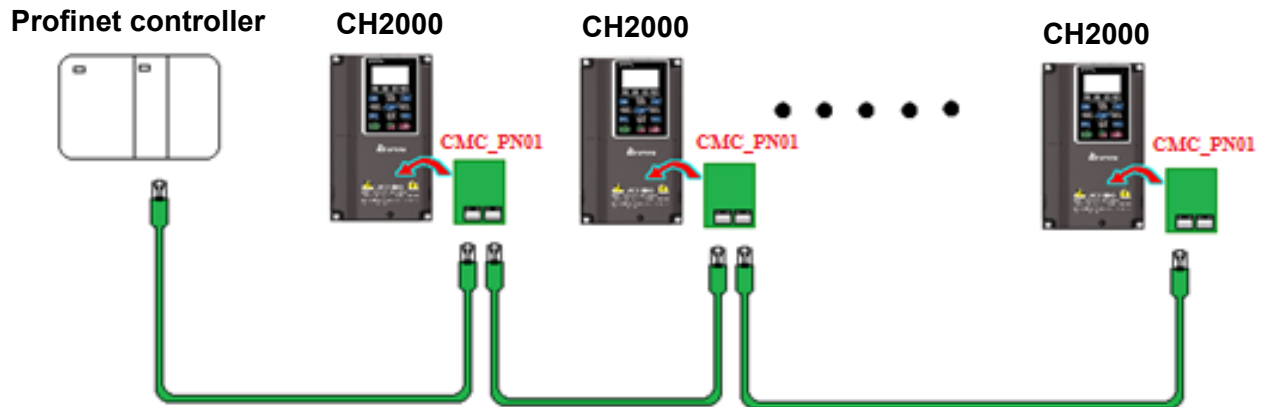 Profinet controller
CH2000
CH2000
CH2000
CMC_PN01
CMC_PN01
CMC_PN01